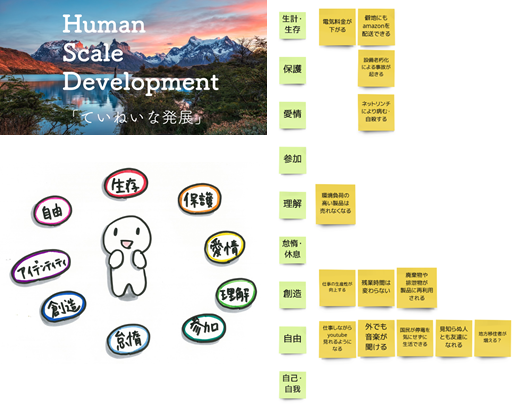 Human
Scale
Development
「ていねいな発展」
生存
自由
保護
アイデンティティ
愛情
創造
理解
怠惰
参加
生計・
生存
電気料金が
下がる
僻地にも
amazonを
配送できる
保護
設備老朽化
による事故が
起きる
愛情
ネットリンチ
により病む・
自殺する
参加
理解
環境負荷の
高い製品は
売れなくなる
怠惰・
休息
創造
仕事の生産性が
向上する
残業時間は
変わらない
廃棄物や
排泄物が
製品に再利用
される
自由
仕事しながら
youtube
見れるように
なる
外でも
音楽が
聞ける
国民が停電を
気にせずに
生活できる
見知らぬ人
とも友達に
なれる
地方移住者が
増える?
自己・
自我